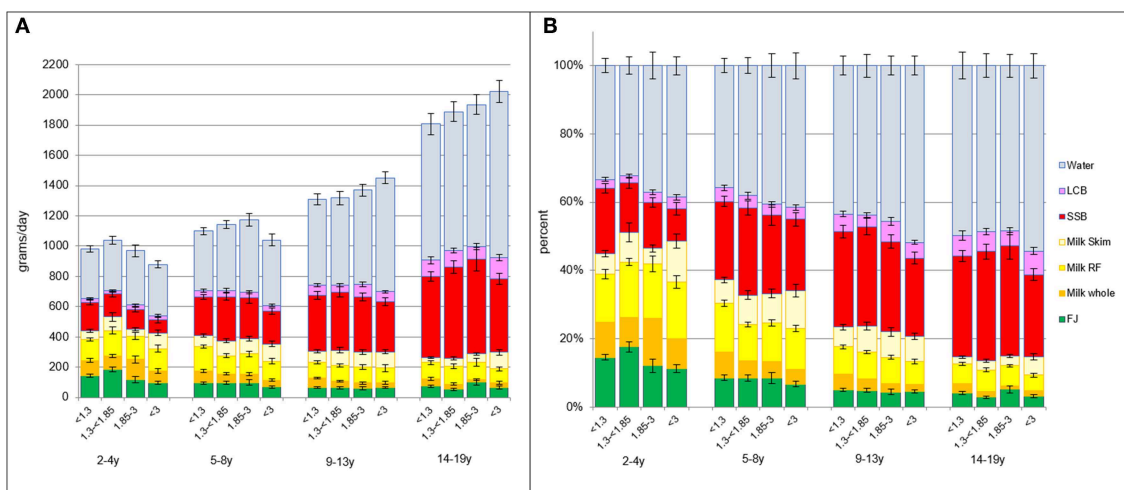 A
2200
2000
1800
1600
1400
1200
1000
800
600
400
200
0
grams/day
<1.3
1.3-<1.85
1.85-3
<3
<1.3
1.3-<1.85
1.85-3
<3
<1.3
1.3-<1.85
1.85-3
<3
<1.3
1.3-<1.85
1.85-3
<3
2-4y
5-8y
9-13y
14-19y
B
100%
80%
60%
40%
20%
0%
percent
<1.3
1.3-<1.85
1.85-3
<3
<1.3
1.3-<1.85
1.85-3
<3
<1.3
1.3-<1.85
1.85-3
<3
<1.3
1.3-<1.85
1.85-3
<3
2-4y
5-8y
9-13y
14-19y
Water
LCB
SSB
Milk Skim
Milk RF
Milk whole
FJ